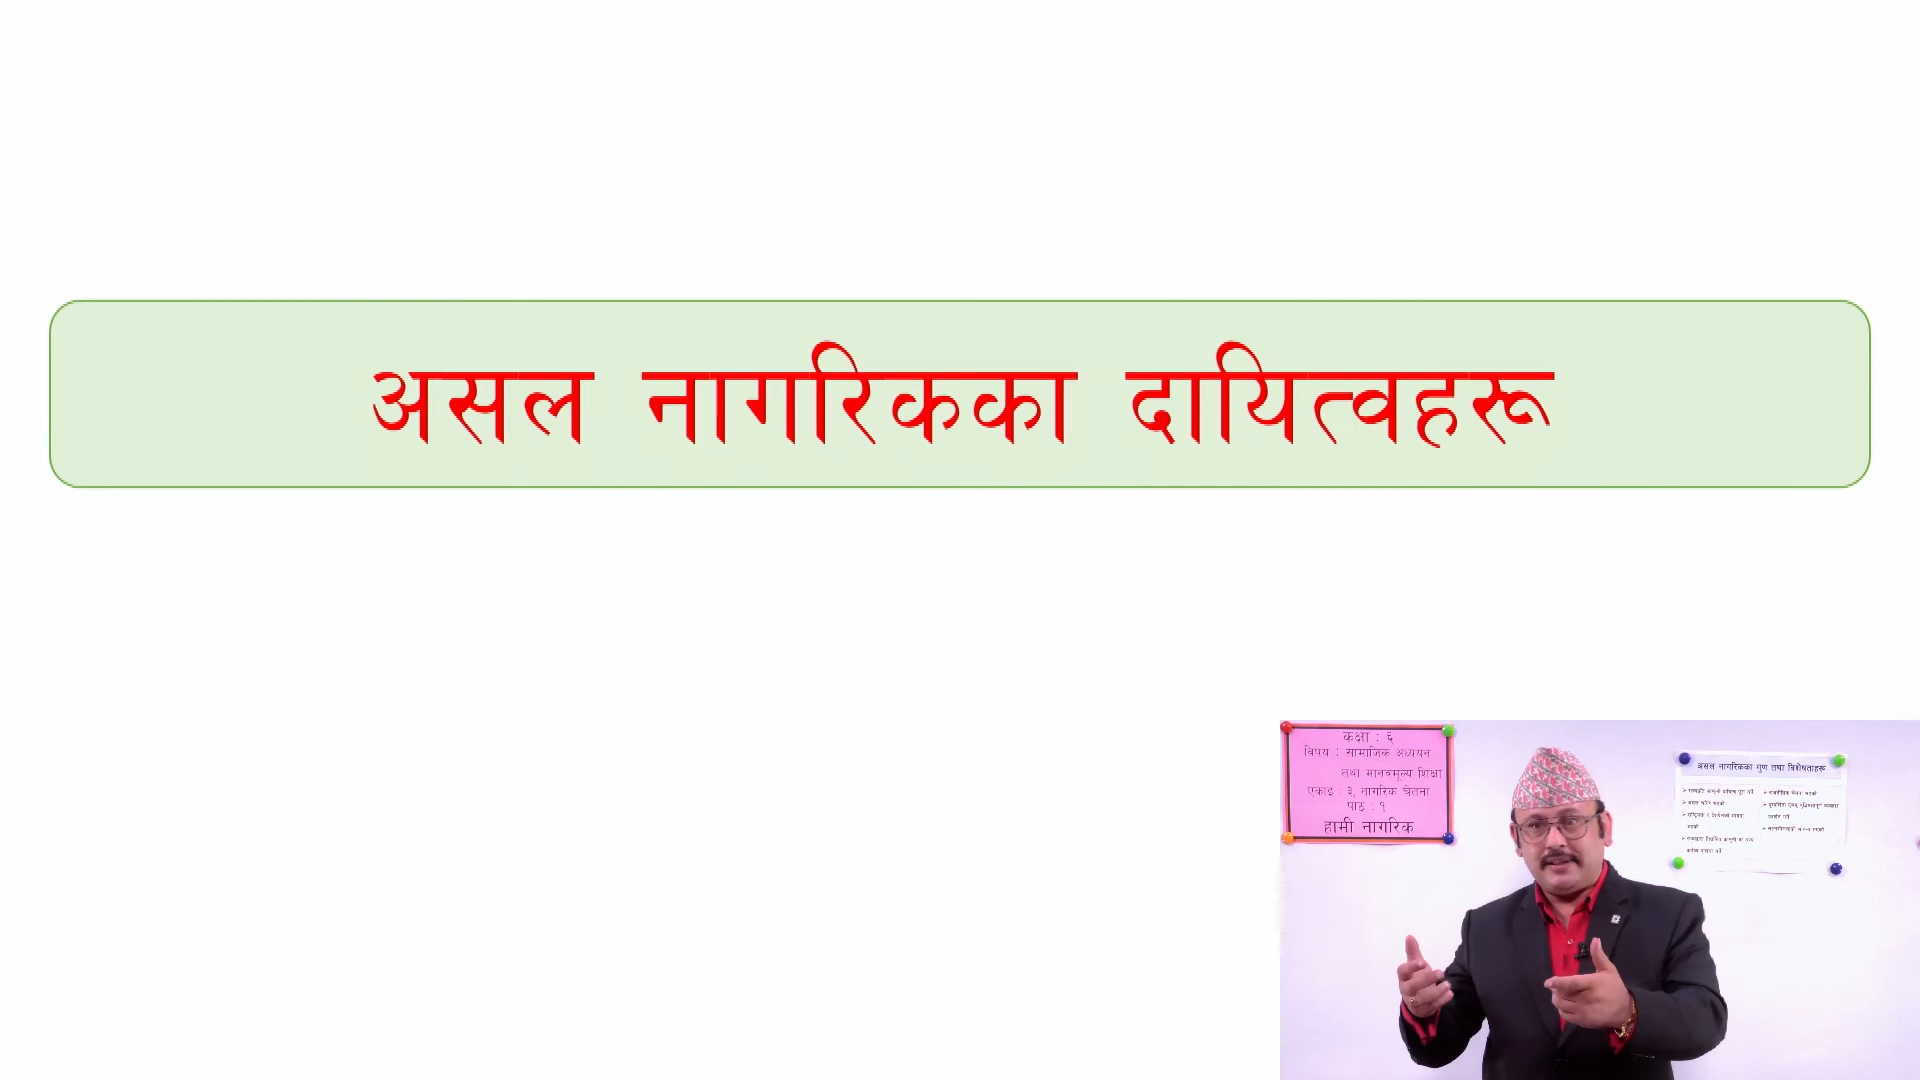 असल नागरिकका दायित्वहरू
कक्षा : ६
विषय : सामाजिक अध्ययन
तथा मानवमूल्य शिक्षा
एकाइ : ३, नागरिक चेतना
पाठ : १
हामी नागरिक
असल नागरिकका गुण तथा विशेषताहरू